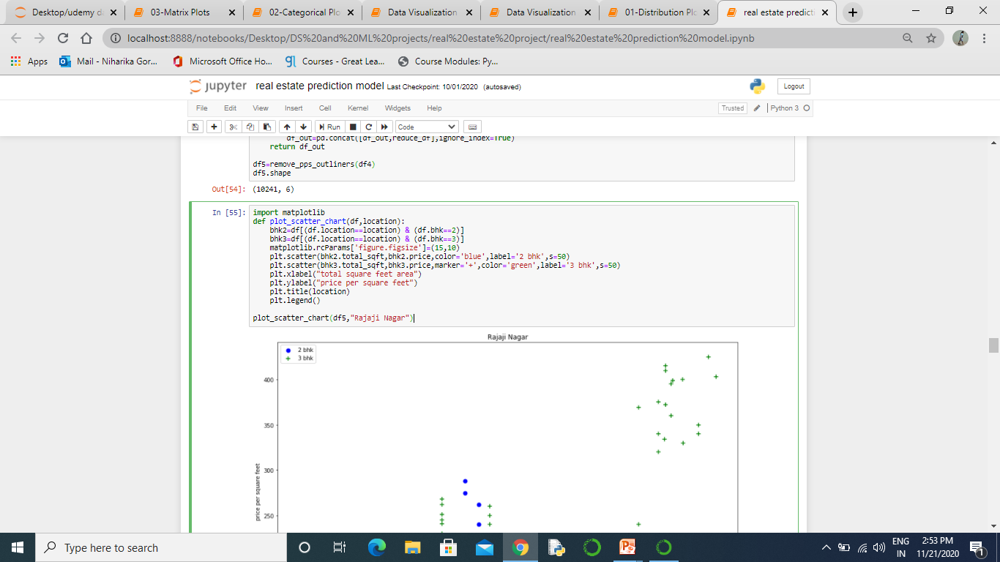 Desktop/udemy da
03-Matrix Plots
02-Categorical Plo
Data Visualization
Data Visualization
01-Distribution Plo
real estate predicti
localhost:8888/notebooks/Desktop/DS%20and%20ML%20projects/real%20estate%20project/real%20estate%20prediction%20model.ipynb
Apps
Mail - Niharika Gor...
Microsoft Office Ho...
Courses - Great Lea...
Course Modules: Py...
jupyter real estate prediction model Last Checkpoint: 10/01/2020 (autosaved)
Logout
File Edit View Insert Cell Kernel Widgets Help
Trusted
Python 3
Run
Code
df_out=pd.concat([df_out,reduce_df],ignore_index=True)
return df_out
df5=remove_pps_outliners(df4)
df5.shape
Out[54]: (10241, 6)
In [55]: import matplotlib
def plot_scatter_chart(df,location):
bhk2=df[(df.location==location) & (df.bhk==2)]
bhk3=df[(df.location==location) & (df.bhk==3)]
matplotlib.rcParams['figure.figsize']=(15,10)
plt.scatter(bhk2.total_sqft,bhk2.price,color='blue',label='2 bhk',s=50)
plt.scatter(bhk3.total_sqft,bhk3.price,marker='+',color='green',label='3 bhk',s=50)
plt.xlabel("total square feet area")
plt.ylabel("price per square feet")
plt.title(location)
plt.legend()
plot_scatter_chart(df5,"Rajaji Nagar")
Rajaji Nagar
2 bhk
3 bhk
400
350
300
250
price per square feet
Type here to search
ENG
IN
2:53 PM
11/21/2020
1